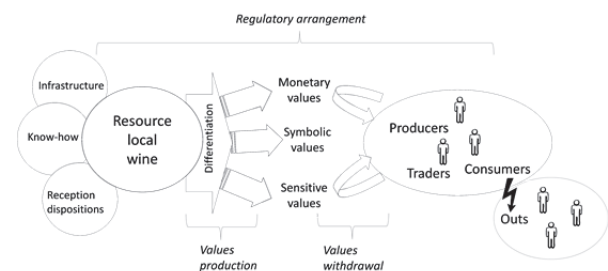 Regulatory arrangement
Infrastructure
Know-how
Reception
dispositions
Resource
local
wine
Differentiation
Monetary
values
Symbolic
values
Sensitive
values
Producers
Traders
Consumers
Outs
Values
production
Values
withdrawal